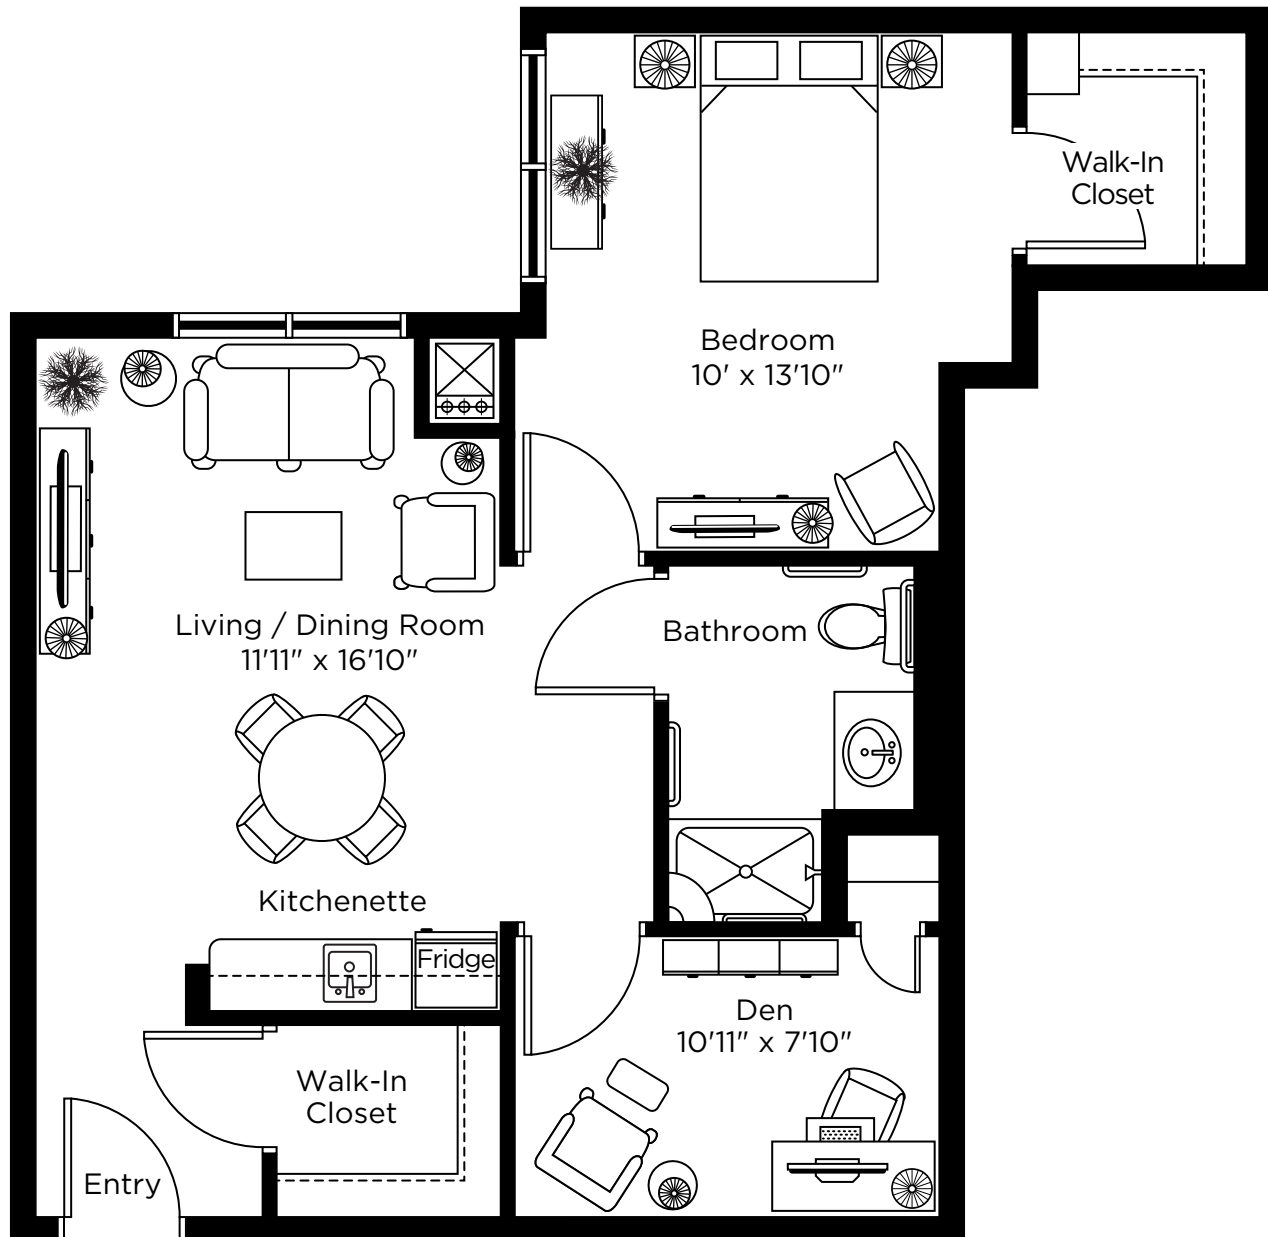 Walk-In
Closet
Bedroom
10' x 13'10"
Living / Dining Room
11'11" x 16'10"
Bathroom
Kitchenette
Fridge
Den
10'11" x 7'10"
Walk-In
Closet
Entry